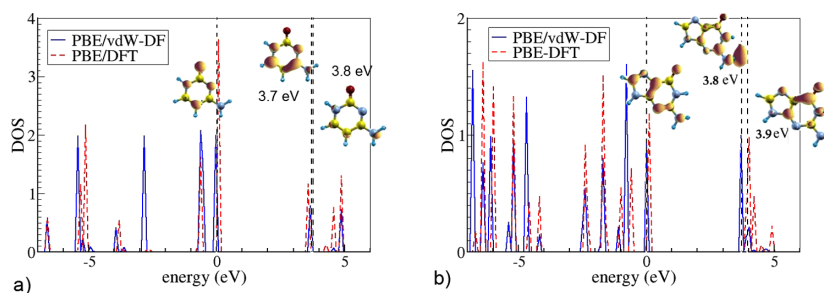 PBE/vdW-DF
PBE/DFT
3.7 eV
3.8 eV
DOS
4
3
2
1
0
-5
0
5
energy (eV)
a)
PBE/vdW-DF
PBE-DFT
3.8 eV
3.9 eV
DOS
2
1
0
-5
0
5
energy (eV)
b)